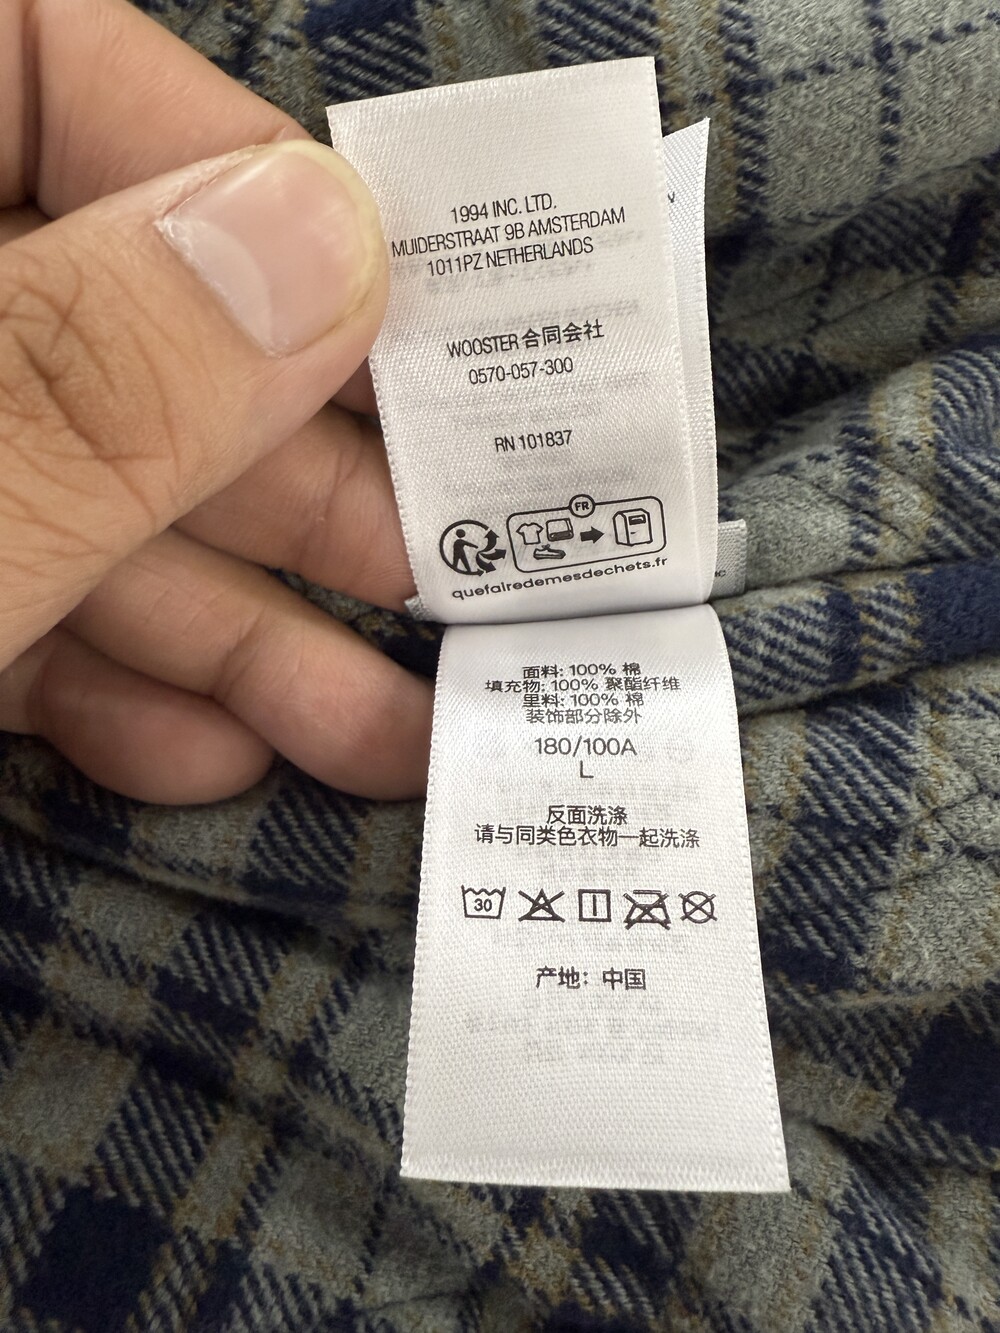 1994 INC. LTD.
MUIDERSTRAAT 9B AMSTERDAM
1011PZ NETHERLANDS
WOOSTER 合同会社
0570-057-300
RN 101837
FR
quefairedemesdechets.fr
面料: 100% 棉
填充物: 100% 聚酯纤维
里料: 100% 棉
装饰部分除外
180/100A
L
反面洗涤
请与同类色衣物一起洗涤
30
产地: 中国